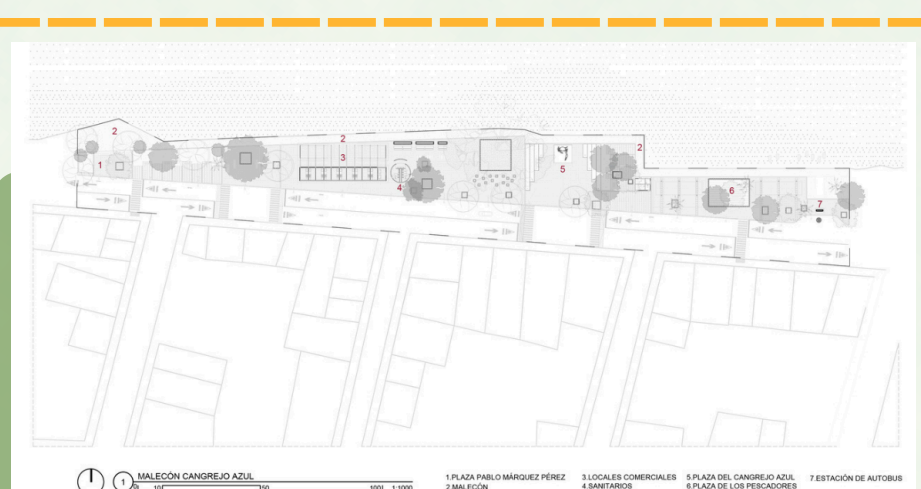 2
2
2
1
3
4
5
6
7
1
MALECÓN CANGREJO AZUL
0 10 50 100 1:1000
1.PLAZA PABLO MÁRQUEZ PÉREZ
2.MALECÓN
3.LOCALES COMERCIALES
4.SANITARIOS
5.PLAZA DEL CANGREJO AZUL
6.PLAZA DE LOS PESCADORES
7.ESTACIÓN DE AUTOBUS